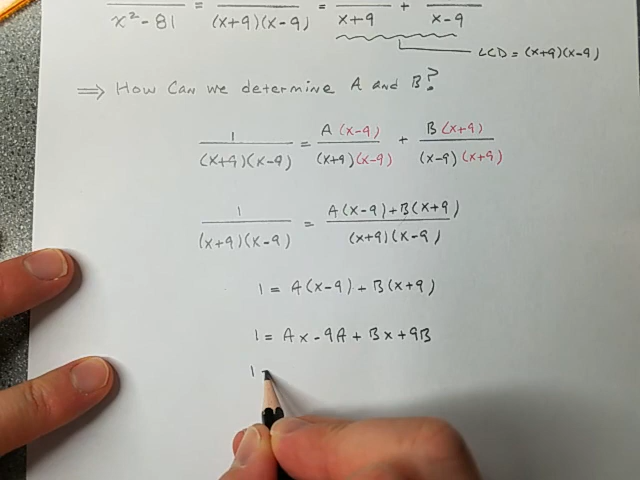 x² - 81 = (x+9)(x-9) = x+9 + x-9
LCD = (x+9)(x-9)
⟹ How Can we determine A and B?
1/((x+9)(x-9)) = A(x-9)/((x+9)(x-9)) + B(x+9)/((x-9)(x+9))
1/((x+9)(x-9)) = (A(x-9)+B(x+9))/((x+9)(x-9))
1 = A(x-9) + B(x+9)
1 = Ax - 9A + Bx + 9B
1 =